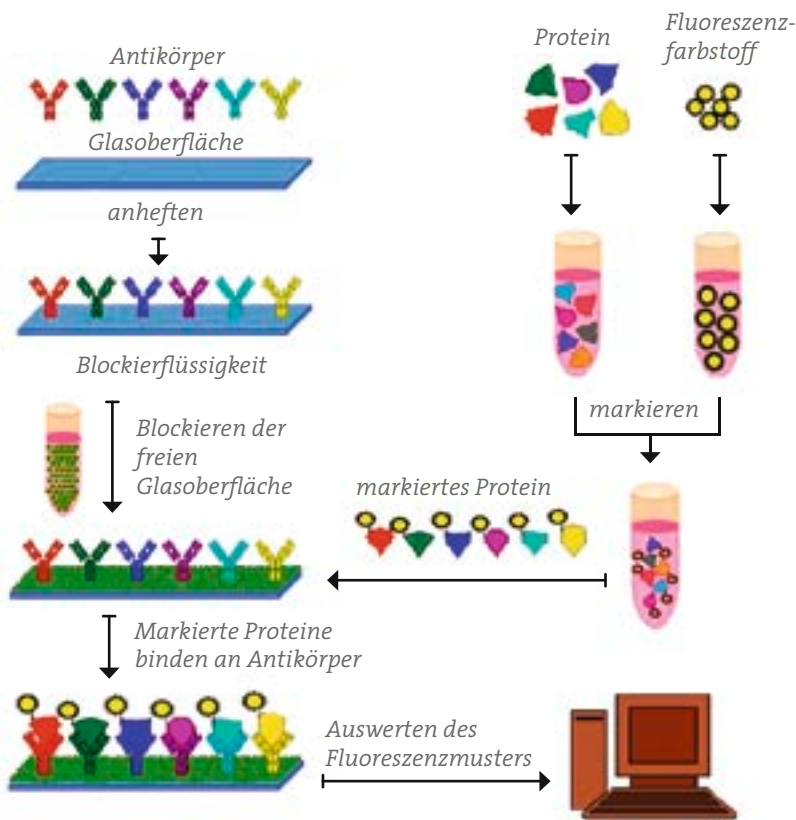 Antikörper
Glasoberfläche
anheften
Blockierflüssigkeit
Blockieren der
freien
Glasoberfläche
Markierte Proteine
binden an Antikörper
Protein
Fluoreszenz-
farbstoff
markieren
markiertes Protein
Auswerten des
Fluoreszenzmusters